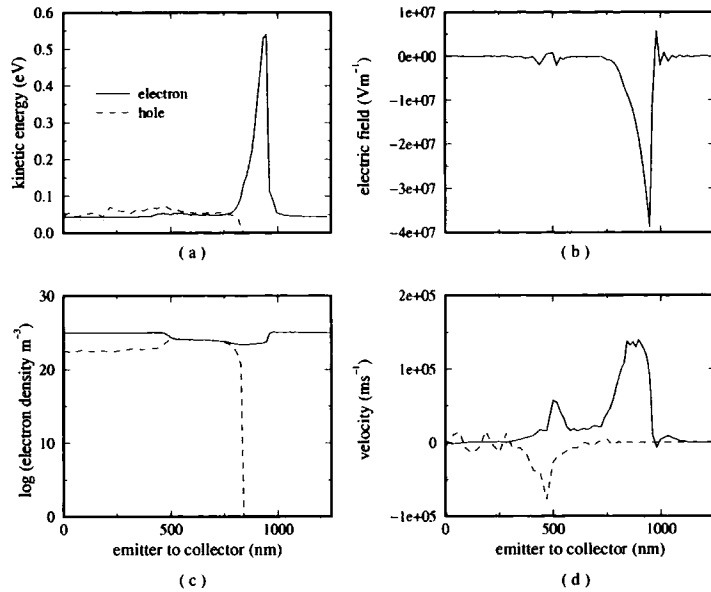 0.6
0.5
0.4
0.3
0.2
0.1
0.0
kinetic energy (eV)
electron
hole
0
500
1000
( a )
1e+07
0e+00
−1e+07
−2e+07
−3e+07
−4e+07
electric field (Vm⁻¹)
0
500
1000
( b )
30
20
10
0
log (electron density m⁻³)
0
500
1000
emitter to collector (nm)
( c )
2e+05
1e+05
0
−1e+05
velocity (ms⁻¹)
0
500
1000
emitter to collector (nm)
( d )